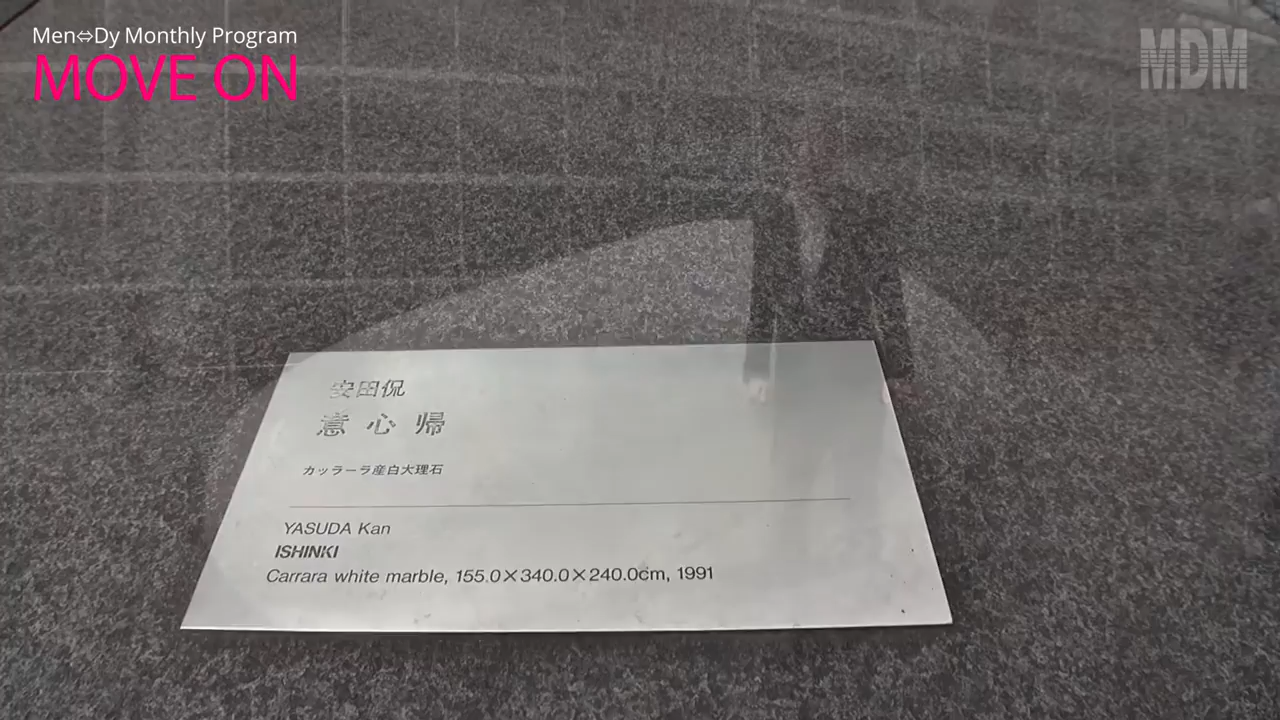 Men⇔Dy Monthly Program
MOVE ON
MDM
安田侃
意心帰
カッラーラ産白大理石
YASUDA Kan
ISHINKI
Carrara white marble, 155.0×340.0×240.0cm, 1991